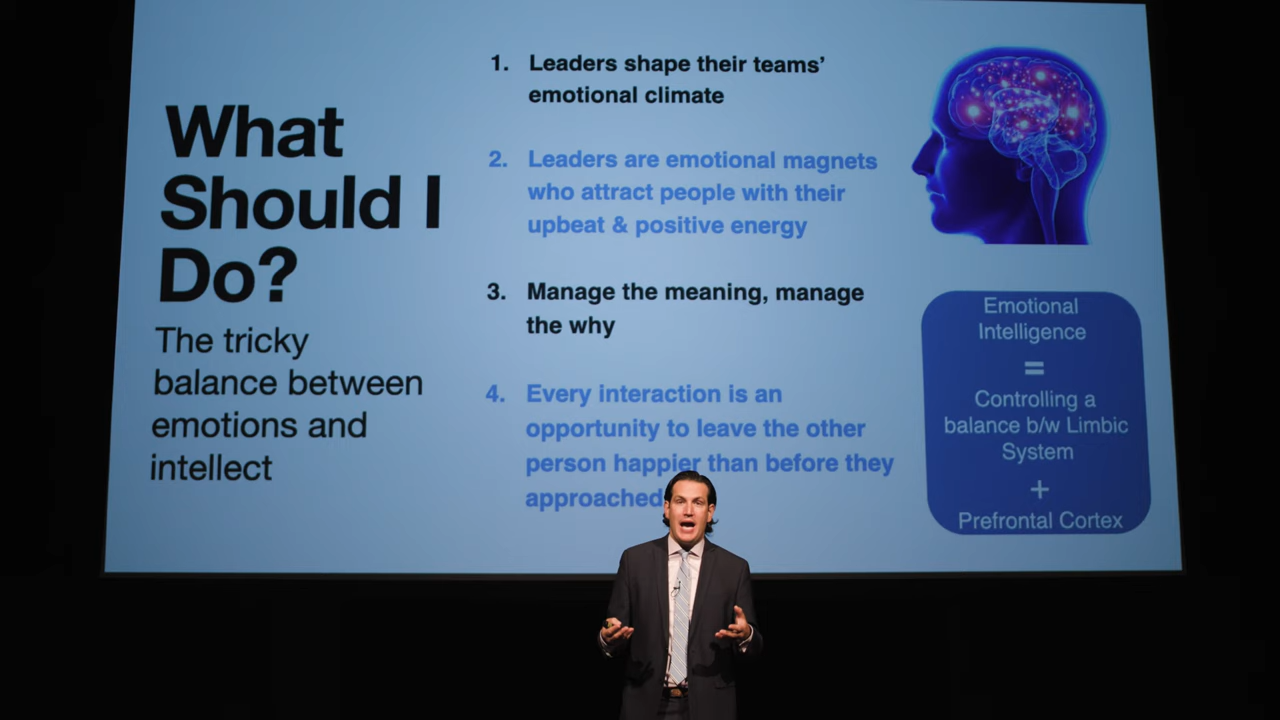 What
Should I
Do?
The tricky
balance between
emotions and
intellect
1. Leaders shape their teams’
emotional climate
2. Leaders are emotional magnets
who attract people with their
upbeat & positive energy
3. Manage the meaning, manage
the why
4. Every interaction is an
opportunity to leave the other
person happier than before they
approached
Emotional
Intelligence
=
Controlling a
balance b/w Limbic
System
+
Prefrontal Cortex